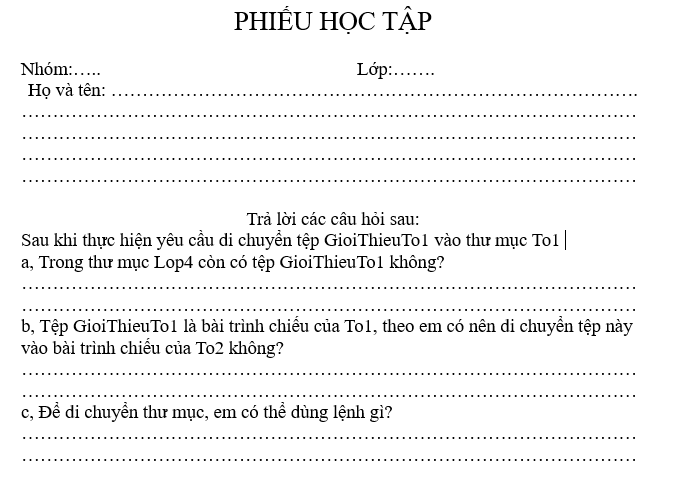 PHIẾU HỌC TẬP
Nhóm:….. Lớp:…….
Họ và tên: ………………………………………………………………………….
………………………………………………………………………………………
………………………………………………………………………………………
………………………………………………………………………………………
………………………………………………………………………………………
Trả lời các câu hỏi sau:
Sau khi thực hiện yêu cầu di chuyển tệp GioiThieuTo1 vào thư mục To1
a, Trong thư mục Lop4 còn có tệp GioiThieuTo1 không?
………………………………………………………………………………………
………………………………………………………………………………………
b, Tệp GioiThieuTo1 là bài trình chiếu của To1, theo em có nên di chuyển tệp này
vào bài trình chiếu của To2 không?
………………………………………………………………………………………
………………………………………………………………………………………
c, Để di chuyển thư mục, em có thể dùng lệnh gì?
………………………………………………………………………………………
………………………………………………………………………………………